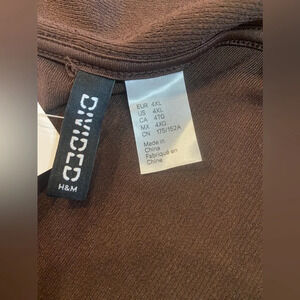 DIVIDED
H&M
EUR 4XL
US 4XL
CA 4TG
MX 4XG
CN 175/152A
Made in
China
Fabriqué en
Chine